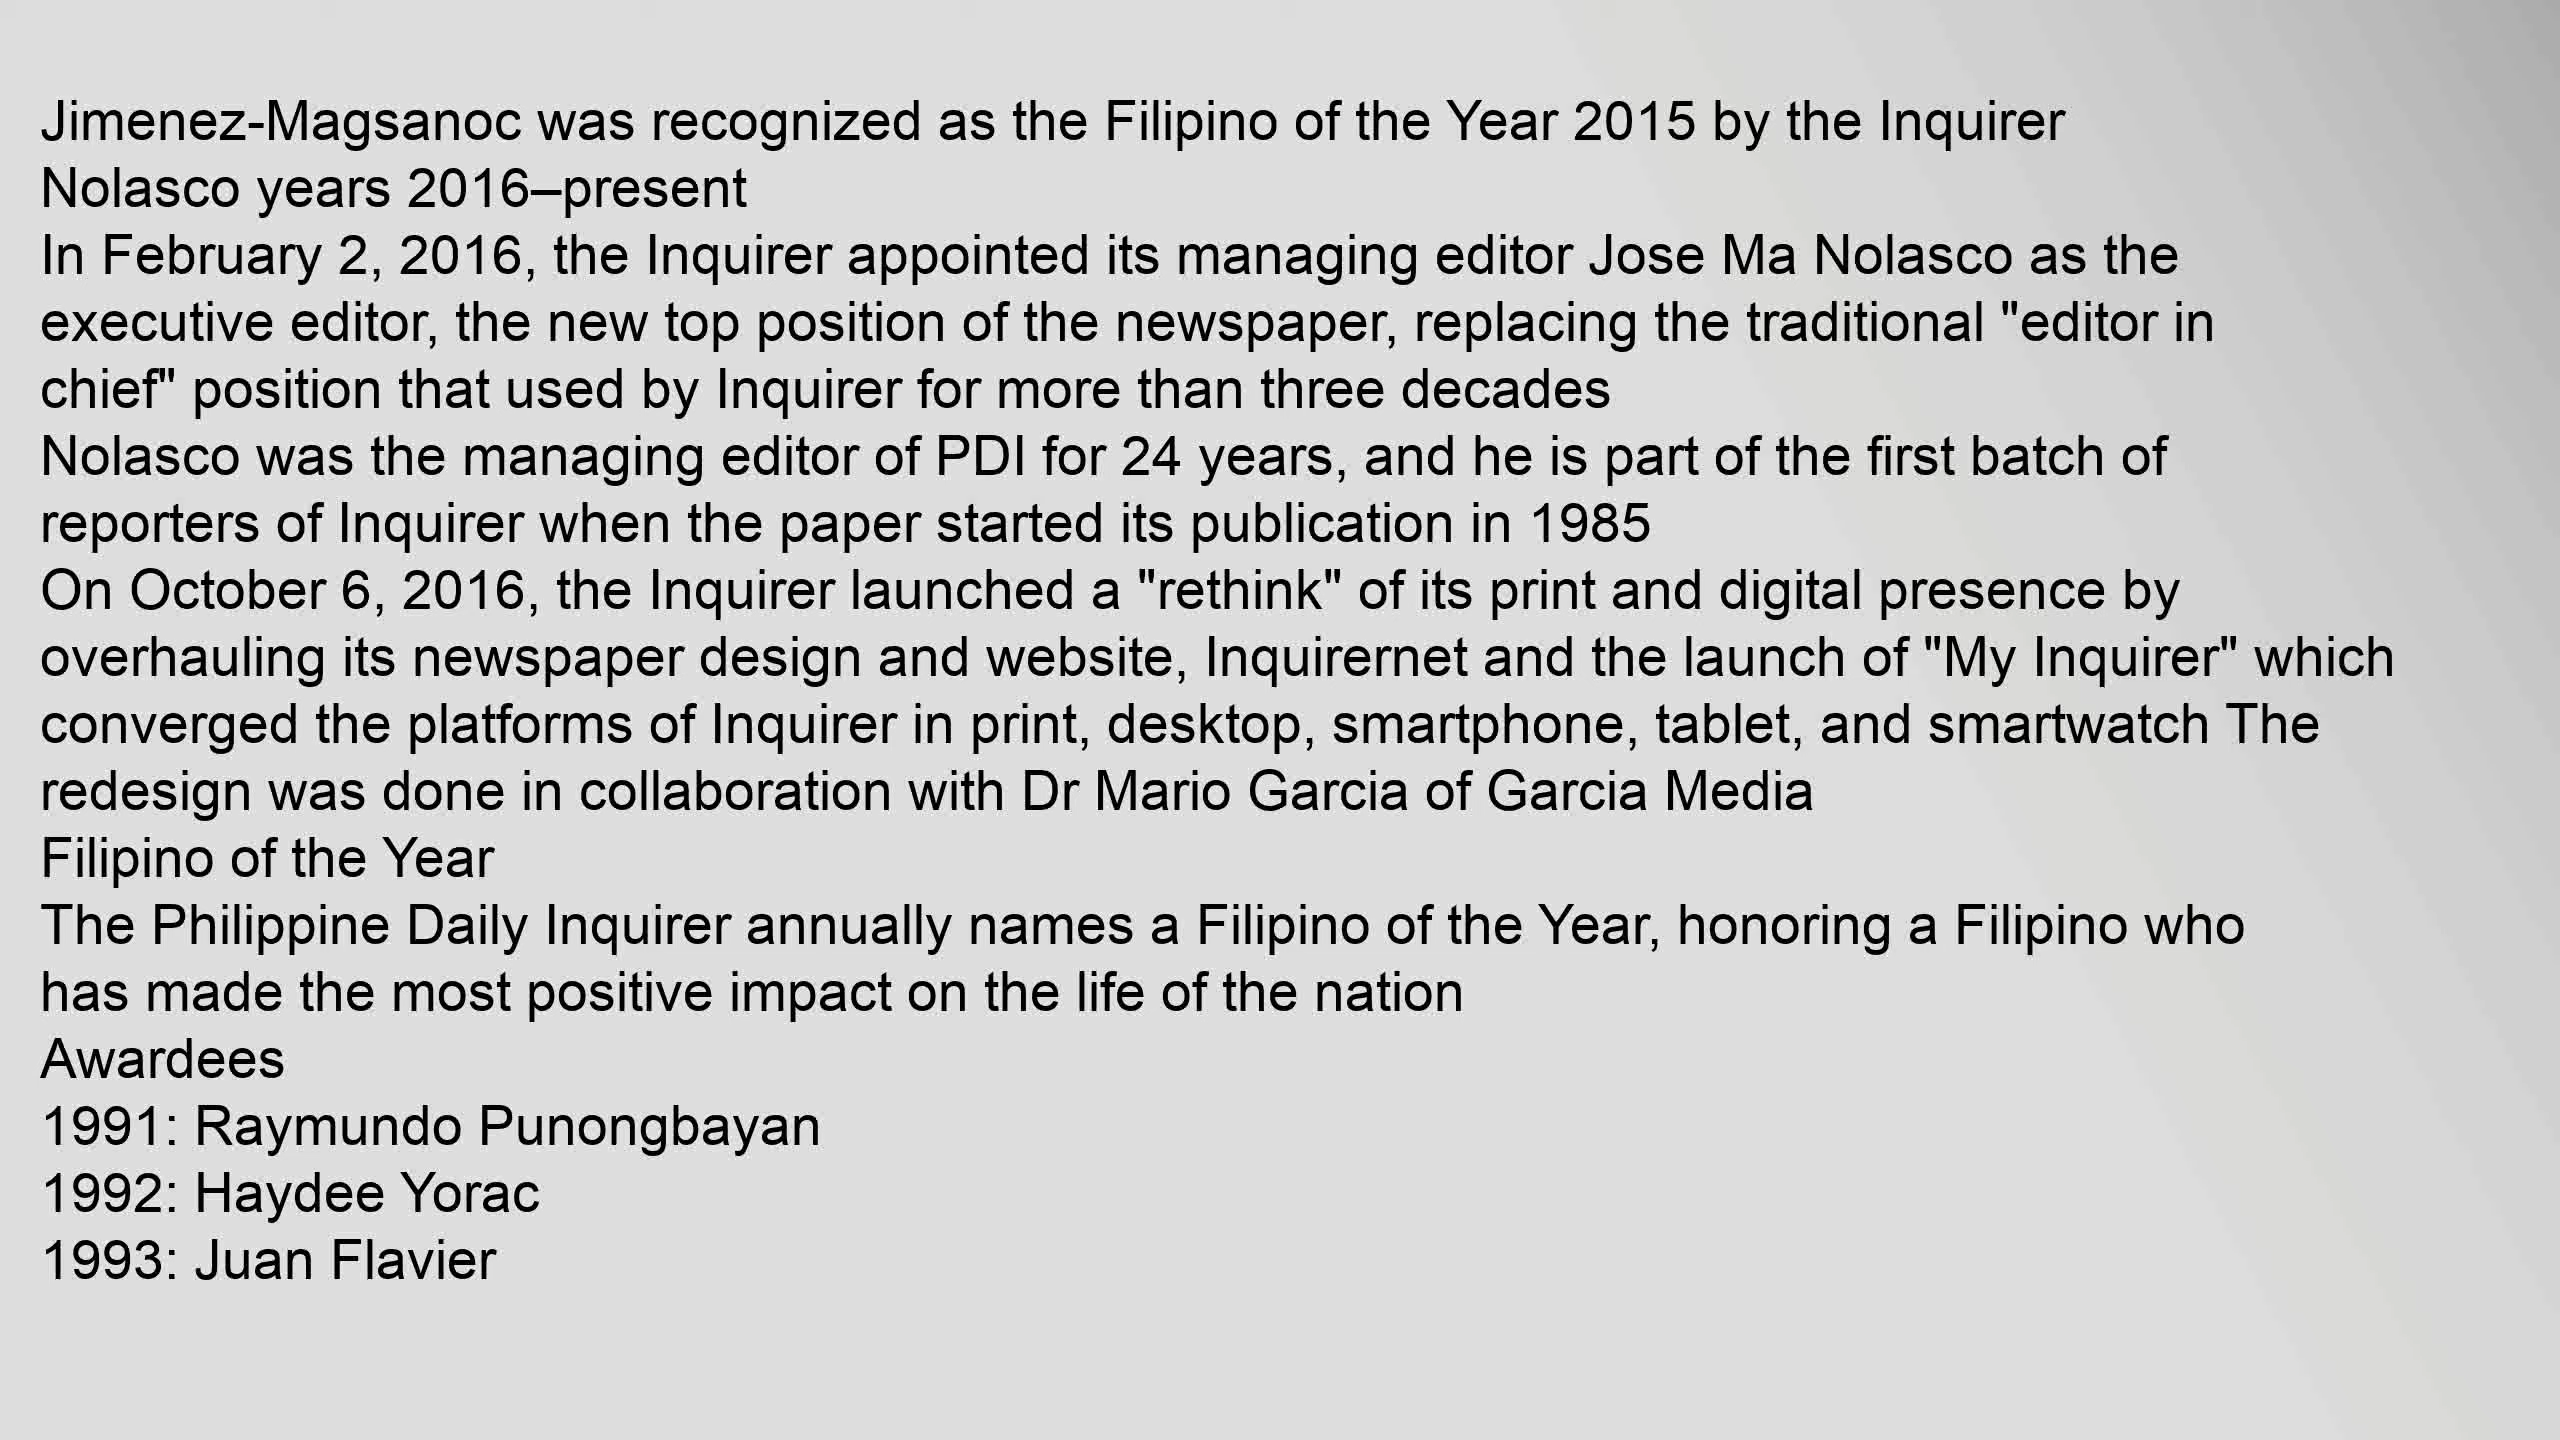 Jimenez-Magsanoc was recognized as the Filipino of the Year 2015 by the Inquirer
Nolasco years 2016–present
In February 2, 2016, the Inquirer appointed its managing editor Jose Ma Nolasco as the
executive editor, the new top position of the newspaper, replacing the traditional "editor in
chief" position that used by Inquirer for more than three decades
Nolasco was the managing editor of PDI for 24 years, and he is part of the first batch of
reporters of Inquirer when the paper started its publication in 1985
On October 6, 2016, the Inquirer launched a "rethink" of its print and digital presence by
overhauling its newspaper design and website, Inquirernet and the launch of "My Inquirer" which
converged the platforms of Inquirer in print, desktop, smartphone, tablet, and smartwatch The
redesign was done in collaboration with Dr Mario Garcia of Garcia Media
Filipino of the Year
The Philippine Daily Inquirer annually names a Filipino of the Year, honoring a Filipino who
has made the most positive impact on the life of the nation
Awardees
1991: Raymundo Punongbayan
1992: Haydee Yorac
1993: Juan Flavier